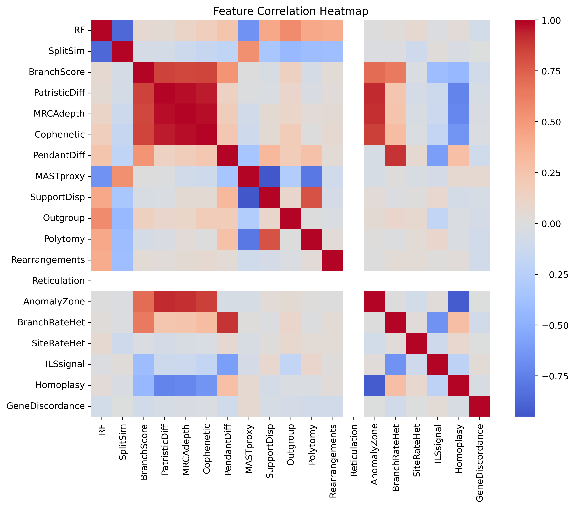 Feature Correlation Heatmap
RF
SplitSim
BranchScore
PatristicDiff
MRCAdepth
Cophenetic
PendantDiff
MASTproxy
SupportDisp
Outgroup
Polytomy
Rearrangements
Reticulation
AnomalyZone
BranchRateHet
SiteRateHet
ILSsignal
Homoplasy
GeneDiscordance
RF
SplitSim
BranchScore
PatristicDiff
MRCAdepth
Cophenetic
PendantDiff
MASTproxy
SupportDisp
Outgroup
Polytomy
Rearrangements
Reticulation
AnomalyZone
BranchRateHet
SiteRateHet
ILSsignal
Homoplasy
GeneDiscordance
1.00
0.75
0.50
0.25
0.00
−0.25
−0.50
−0.75